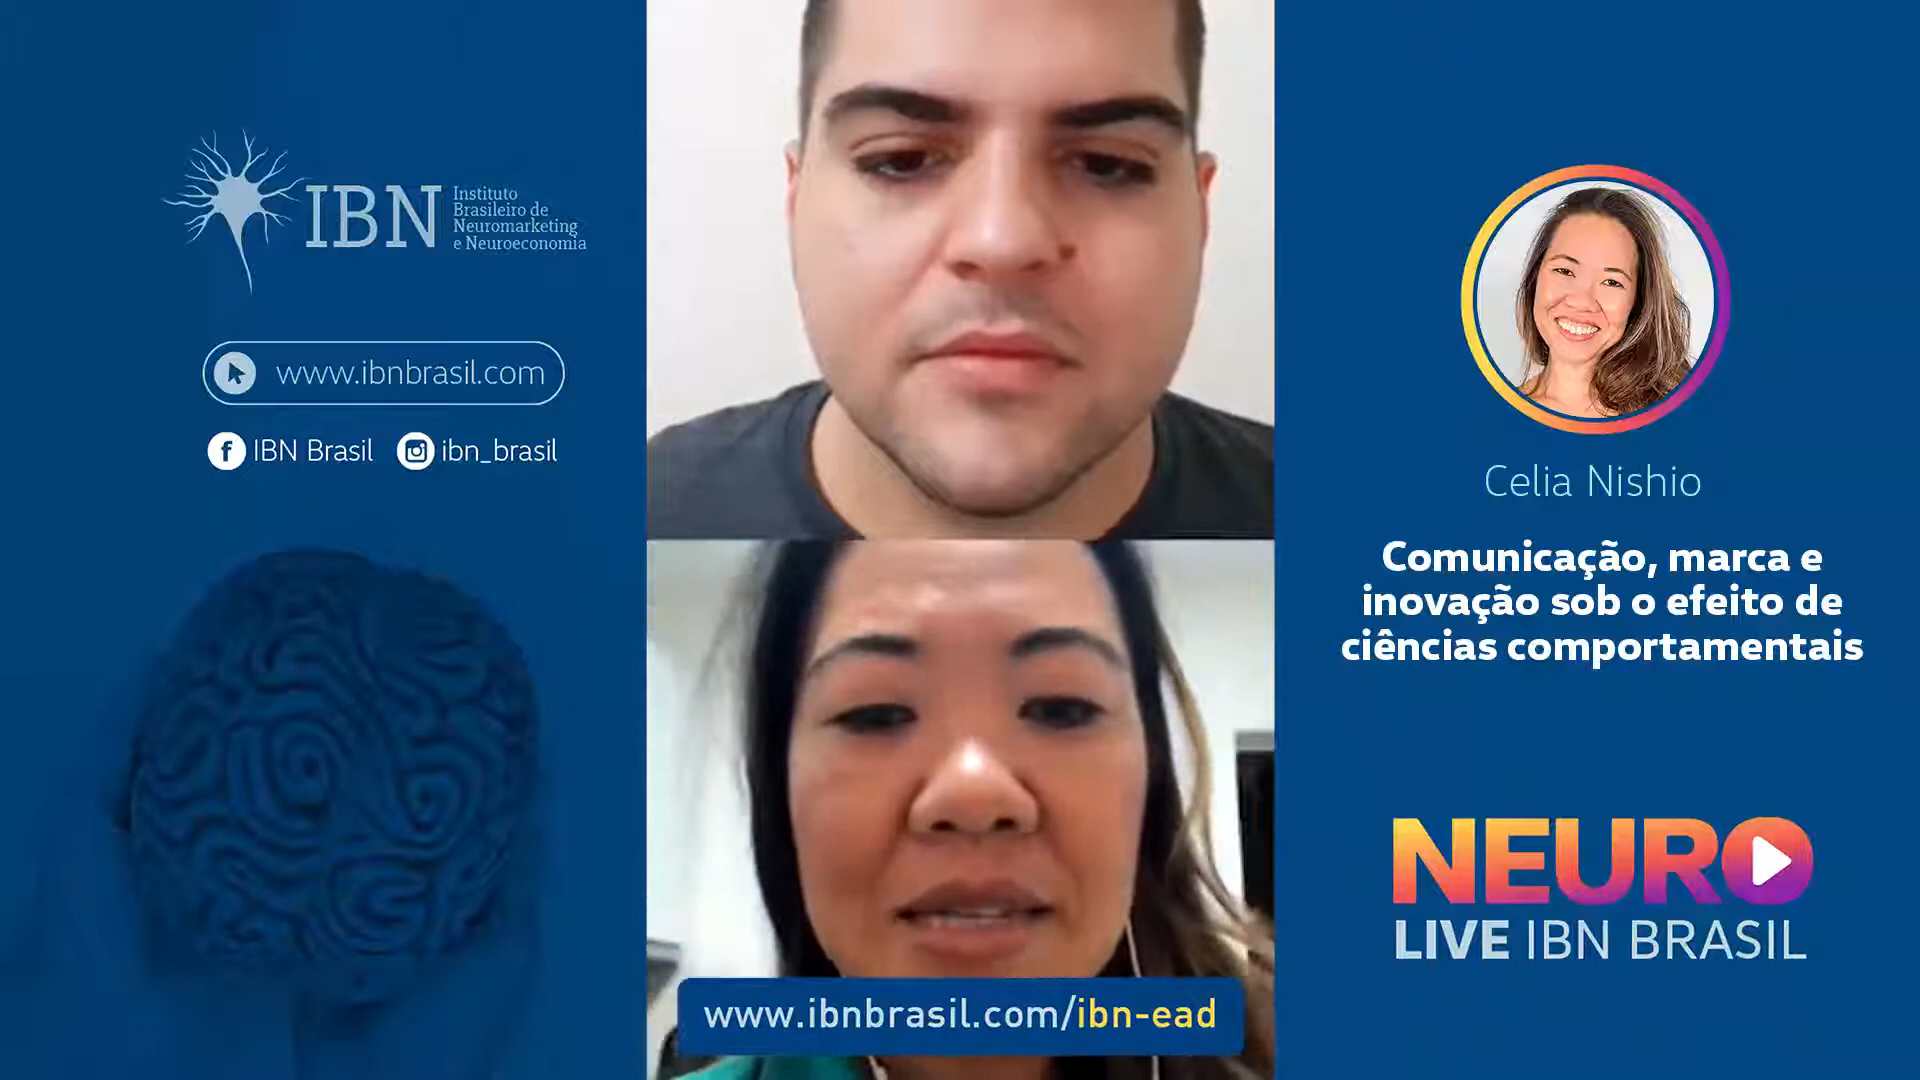 IBN
Instituto
Brasileiro de
Neuromarketing
e Neuroeconomia
www.ibnbrasil.com
IBN Brasil
ibn_brasil
www.ibnbrasil.com/ibn-ead
Celia Nishio
Comunicação, marca e
inovação sob o efeito de
ciências comportamentais
NEURO
LIVE IBN BRASIL